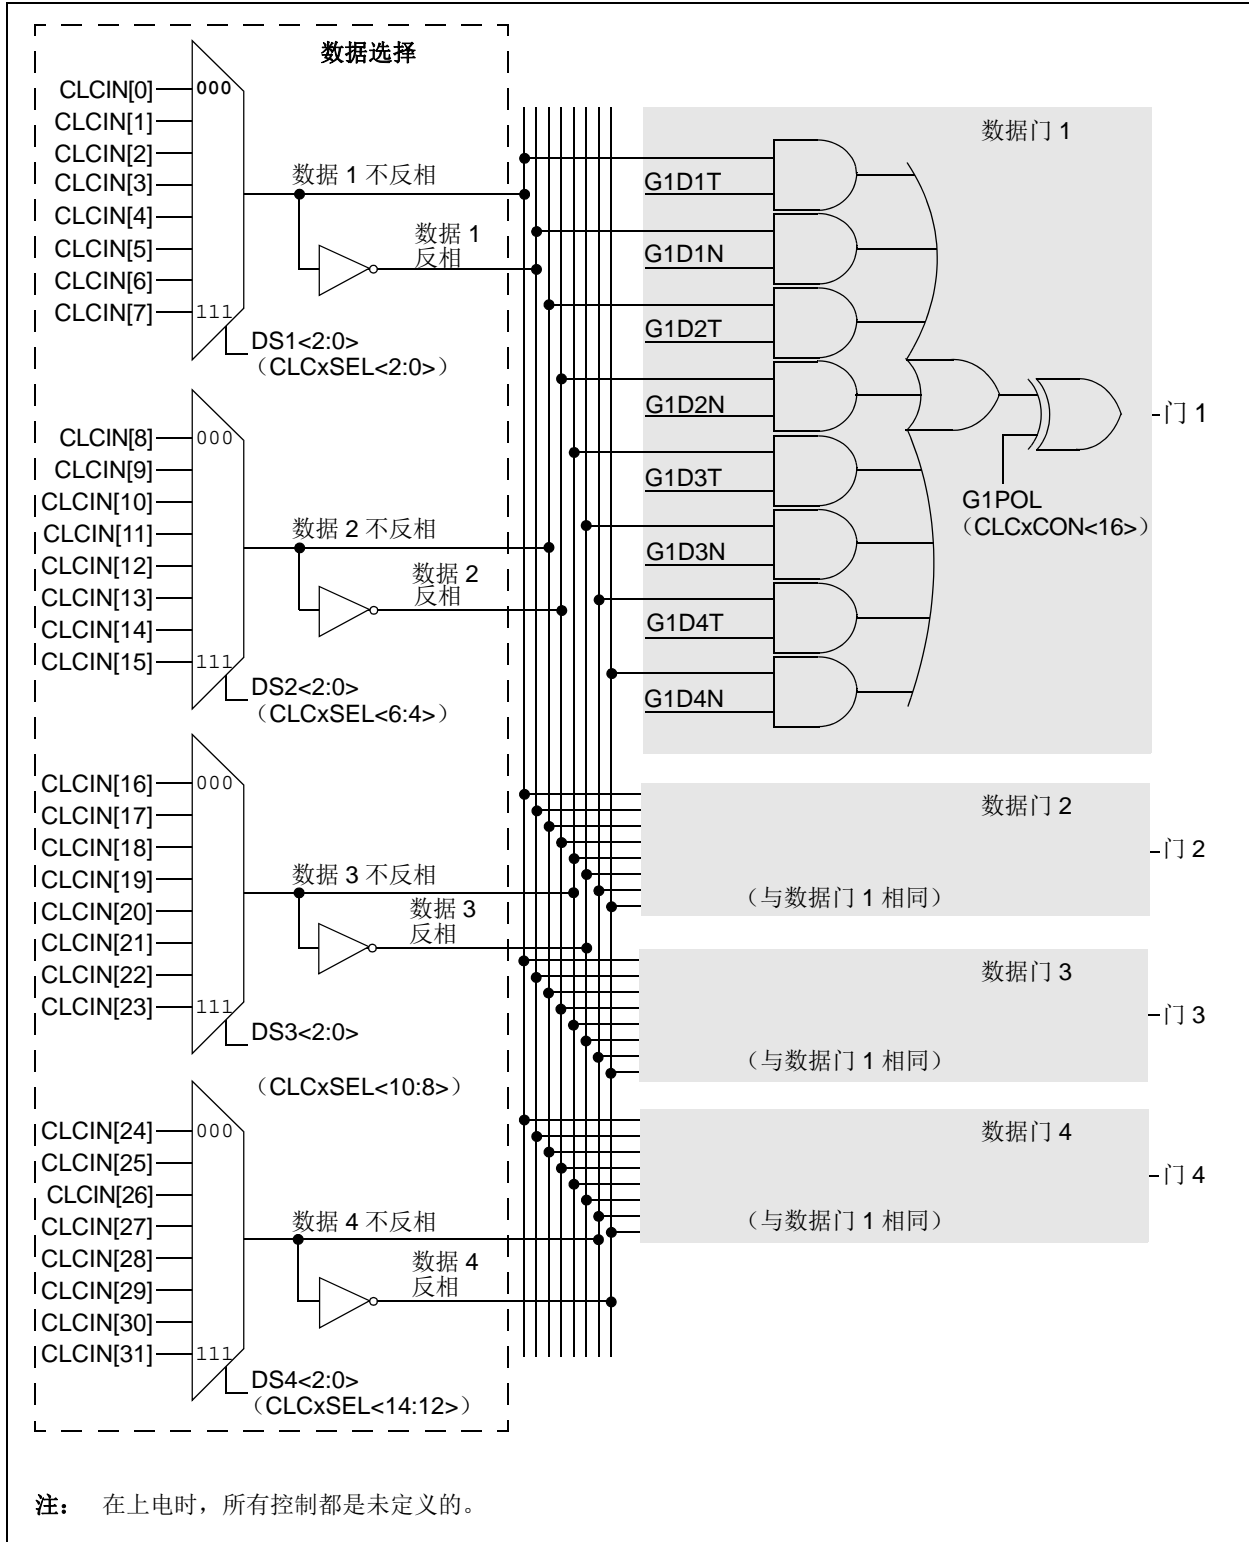 数据选择
CLCIN[0]
000
CLCIN[1]
CLCIN[2]
CLCIN[3]
CLCIN[4]
CLCIN[5]
CLCIN[6]
CLCIN[7]
111
数据 1 不反相
数据 1
反相
DS1<2:0>
（CLCxSEL<2:0>）
CLCIN[8]
000
CLCIN[9]
CLCIN[10]
CLCIN[11]
CLCIN[12]
CLCIN[13]
CLCIN[14]
CLCIN[15]
111
数据 2 不反相
数据 2
反相
DS2<2:0>
（CLCxSEL<6:4>）
CLCIN[16]
000
CLCIN[17]
CLCIN[18]
CLCIN[19]
CLCIN[20]
CLCIN[21]
CLCIN[22]
CLCIN[23]
111
数据 3 不反相
数据 3
反相
DS3<2:0>
（CLCxSEL<10:8>）
CLCIN[24]
000
CLCIN[25]
CLCIN[26]
CLCIN[27]
CLCIN[28]
CLCIN[29]
CLCIN[30]
CLCIN[31]
111
数据 4 不反相
数据 4
反相
DS4<2:0>
（CLCxSEL<14:12>）
数据门 1
G1D1T
G1D1N
G1D2T
G1D2N
G1D3T
G1D3N
G1D4T
G1D4N
G1POL
（CLCxCON<16>）
门 1
数据门 2
（与数据门 1 相同）
门 2
数据门 3
（与数据门 1 相同）
门 3
数据门 4
（与数据门 1 相同）
门 4
注： 在上电时，所有控制都是未定义的。